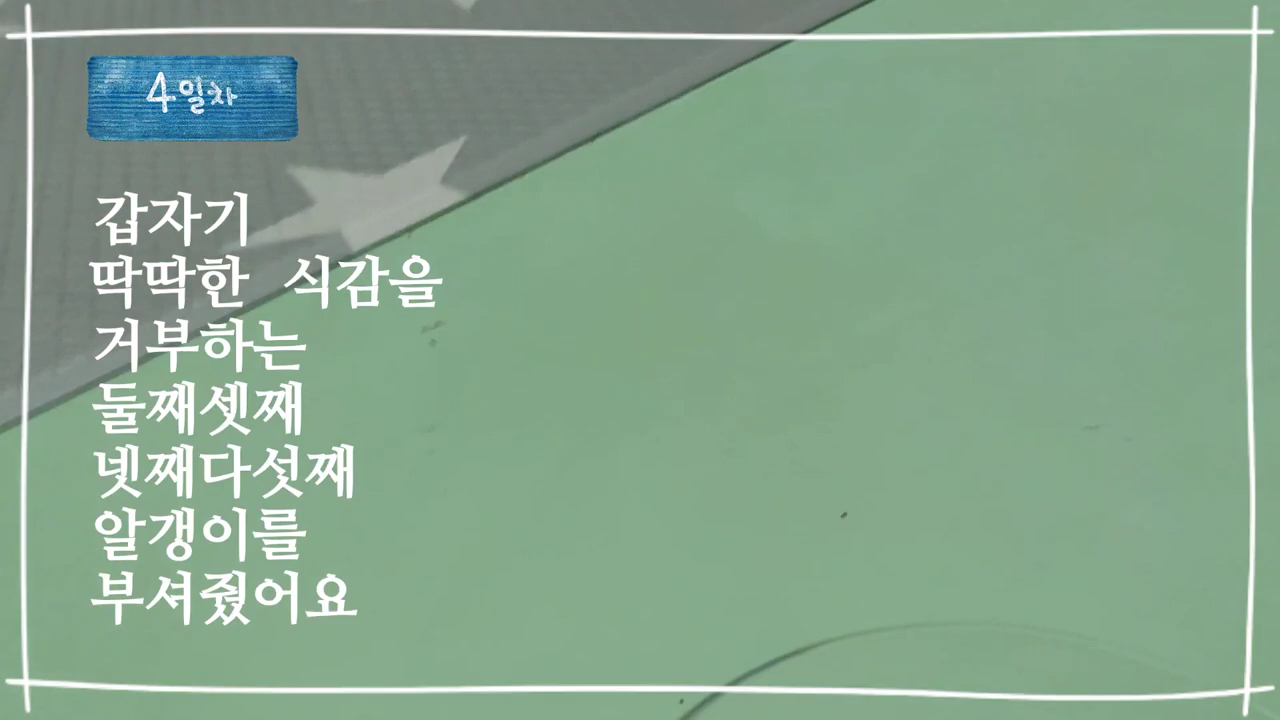 4일차
갑자기
딱딱한 식감을
거부하는
둘째셋째
넷째다섯째
알갱이를
부셔줬어요